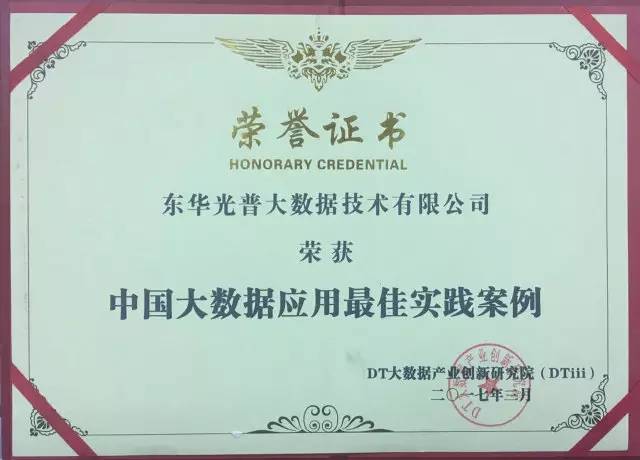 荣誉证书
HONORARY CREDENTIAL
东华光普大数据技术有限公司
荣获
中国大数据应用最佳实践案例
DT大数据产业创新研究院（DTiii）
二〇一七年三月